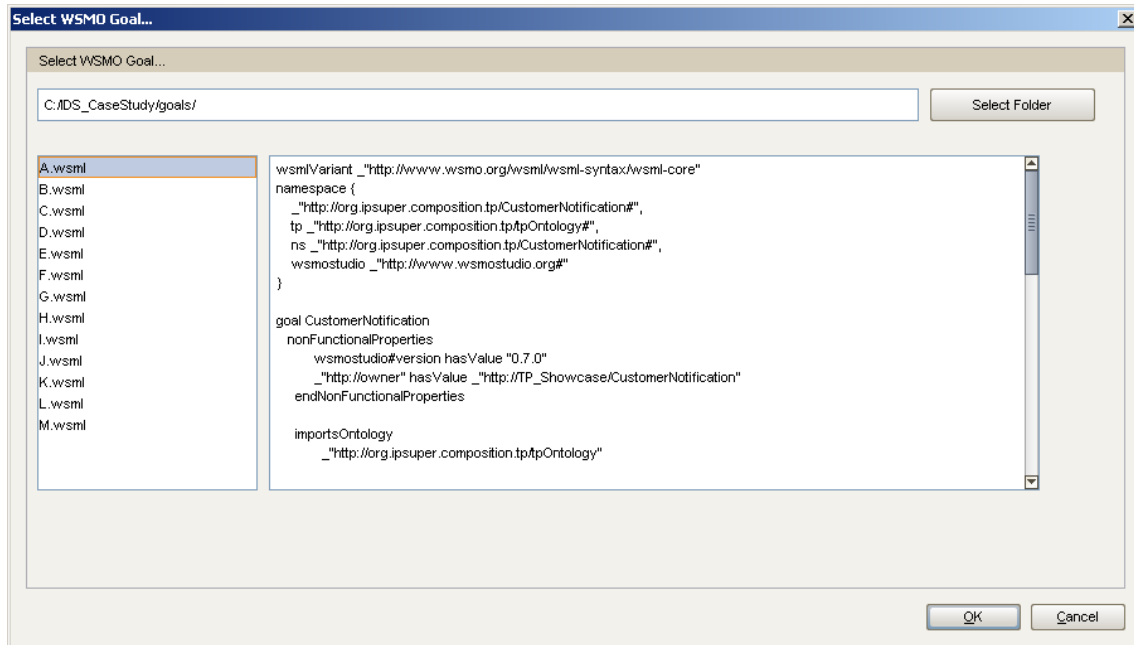 Select WSMO Goal...
Select WSMO Goal...
C:/IDS_CaseStudy/goals/
Select Folder
A.wsml
B.wsml
C.wsml
D.wsml
E.wsml
F.wsml
G.wsml
H.wsml
I.wsml
J.wsml
K.wsml
L.wsml
M.wsml
wsmlVariant _"http://www.wsmo.org/wsml/wsml-syntax/wsml-core"
namespace {
_"http://org.ipsuper.composition.tp/CustomerNotification#",
tp _"http://org.ipsuper.composition.tp/tpOntology#",
ns _"http://org.ipsuper.composition.tp/CustomerNotification#",
wsmostudio _"http://www.wsmostudio.org#"
}
goal CustomerNotification
nonFunctionalProperties
wsmostudio#version hasValue "0.7.0"
_"http://owner" hasValue _"http://TP_Showcase/CustomerNotification"
endNonFunctionalProperties
importsOntology
_"http://org.ipsuper.composition.tp/tpOntology"
OK
Cancel